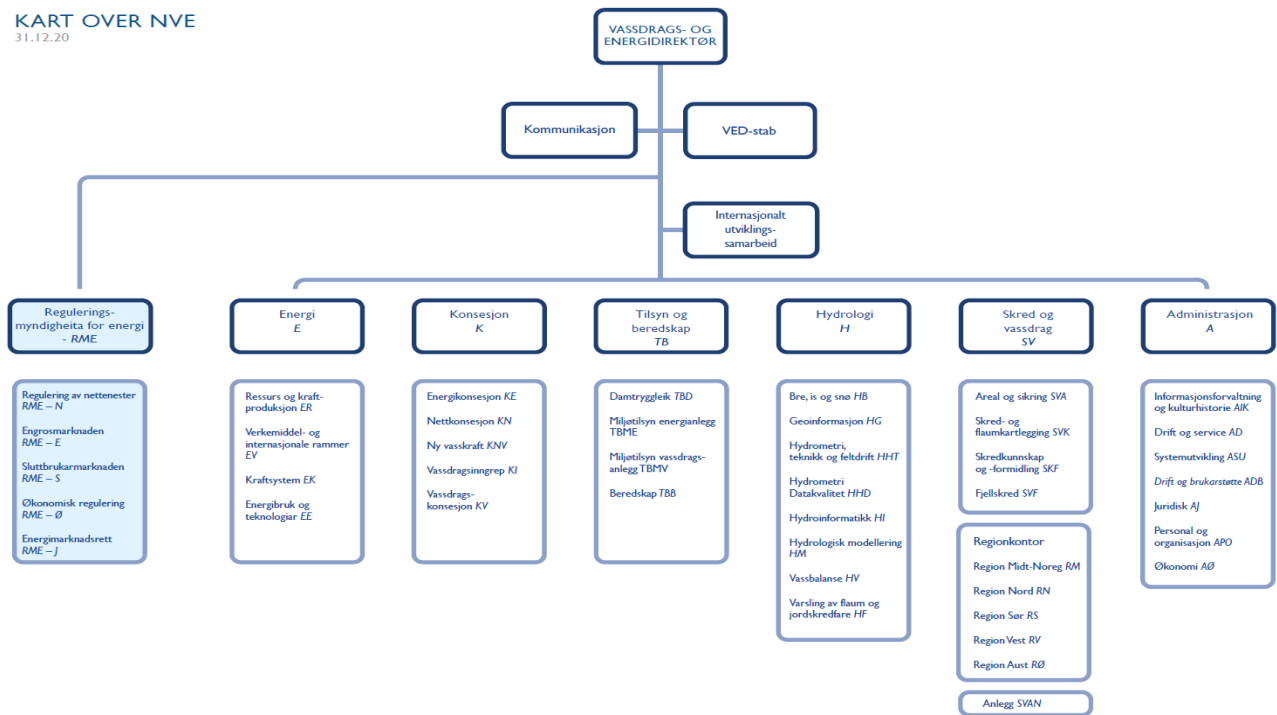 KART OVER NVE
31.12.20
VASSDRAGS- OG
ENERGIDIREKTØR
Kommunikasjon
VED-stab
Internasjonalt
utviklings-
samarbeid
Regulerings-
myndigheita for energi
- RME
Regulering av nettenester
RME – N
Engrosmarknaden
RME – E
Sluttbrukarmarknaden
RME – S
Økonomisk regulering
RME – Ø
Energimarknadsrett
RME – J
Energi
E
Ressurs og kraft-
produksjon ER
Verkemiddel- og
internasjonale rammer
EV
Kraftsystem EK
Energibruk og
teknologiar EE
Konsesjon
K
Energikonsesjon KE
Nettkonsesjon KN
Ny vasskraft KNV
Vassdragsinngrep KI
Vassdrags-
konsesjon KV
Tilsyn og
beredskap
TB
Damtryggleik TBD
Miljøtilsyn energianlegg
TBME
Miljøtilsyn vassdrags-
anlegg TBMV
Beredskap TBB
Hydrologi
H
Bre, is og snø HB
Geoinformasjon HG
Hydrometri,
teknikk og feltdrift HHT
Hydrometri
Datakvalitet HHD
Hydroinformatikk HI
Hydrologisk modellering
HM
Vassbalanse HV
Varsling av flaum og
jordskredfare HF
Skred og
vassdrag
SV
Areal og sikring SVA
Skred- og
flaumkartlegging SVK
Skredkunnskap
og -formidling SKF
Fjellskred SVF
Regionkontor
Region Midt-Noreg RM
Region Nord RN
Region Sør RS
Region Vest RV
Region Aust RØ
Anlegg SVAN
Administrasjon
A
Informasjonsforvaltning
og kulturhistorie AIK
Drift og service AD
Systemutvikling ASU
Drift og brukarstøtte ADB
Juridisk AJ
Personal og
organisasjon APO
Økonomi AØ